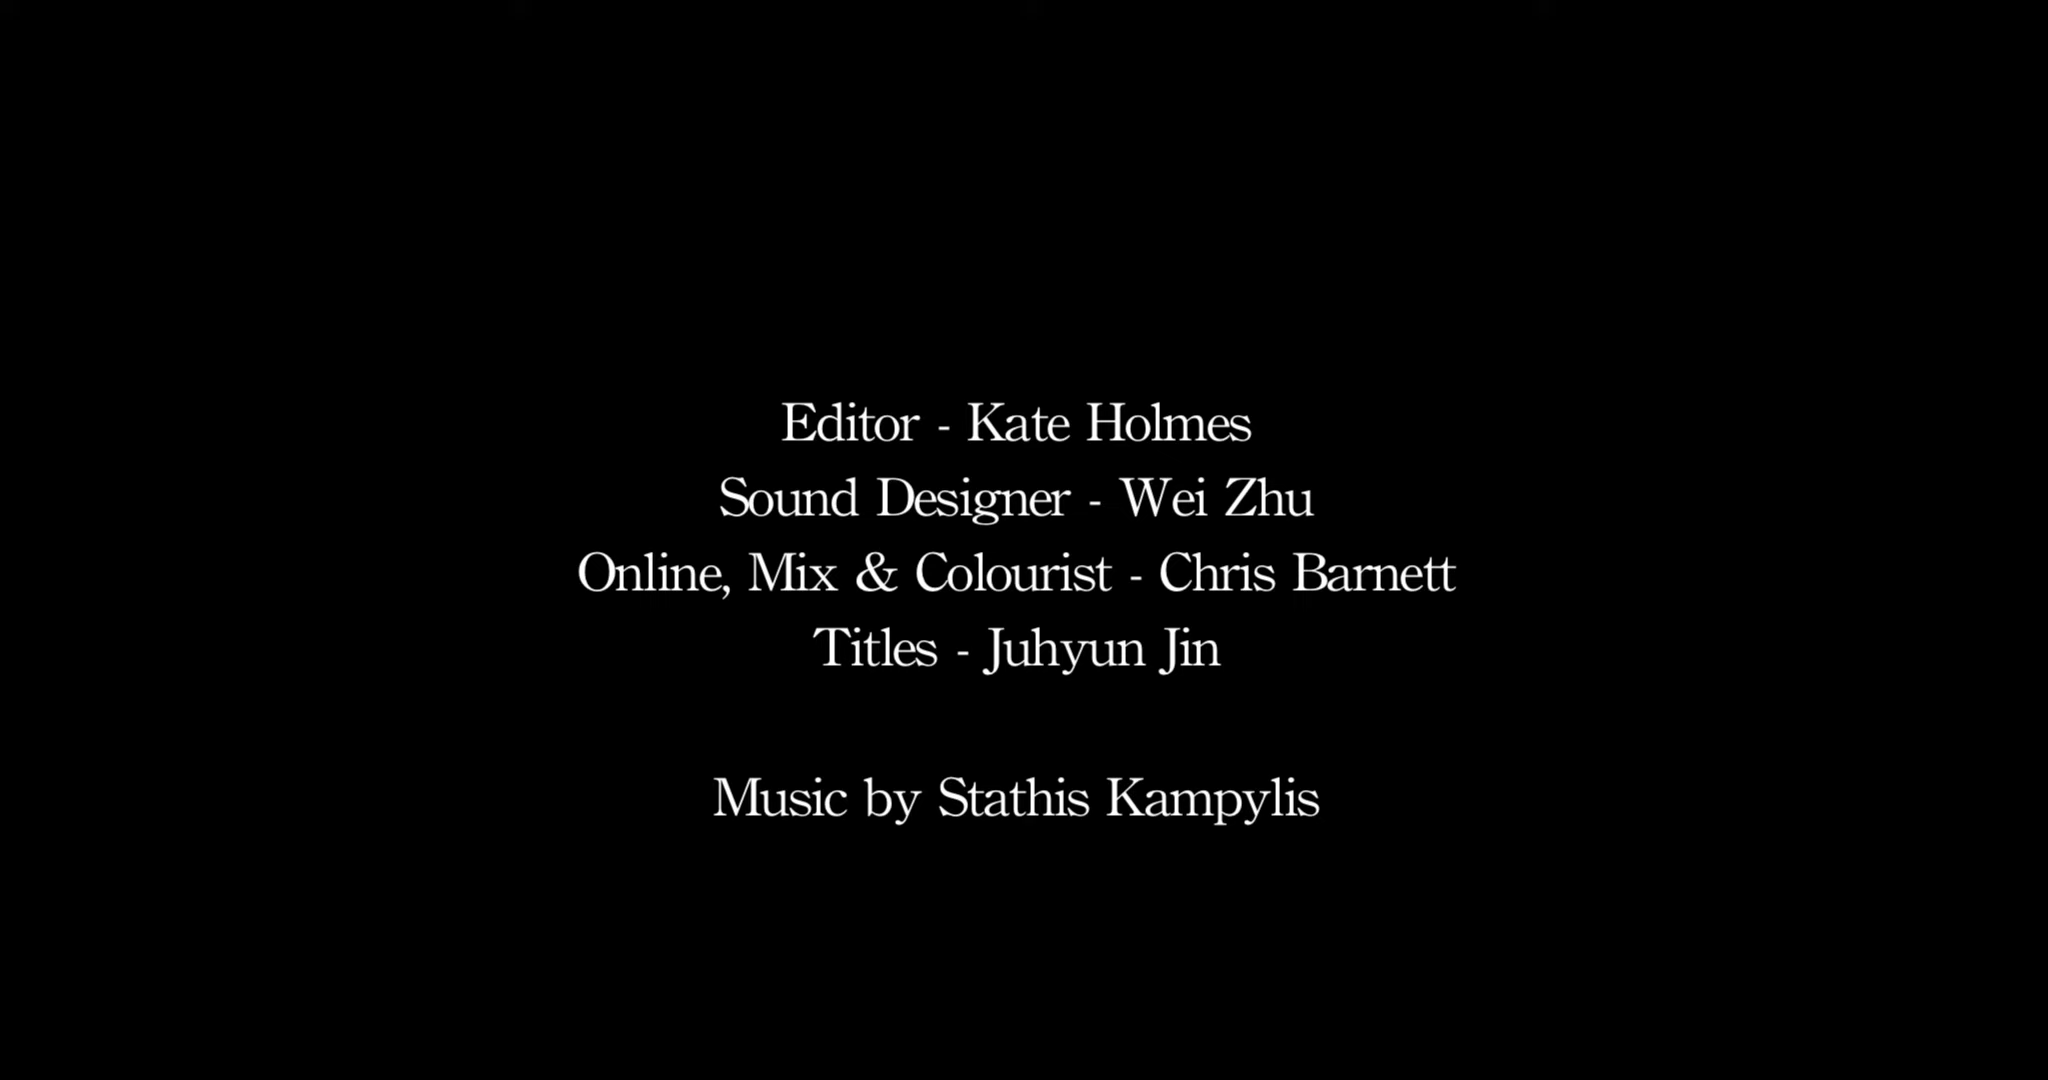 Editor - Kate Holmes
Sound Designer - Wei Zhu
Online, Mix & Colourist - Chris Barnett
Titles - Juhyun Jin
Music by Stathis Kampylis